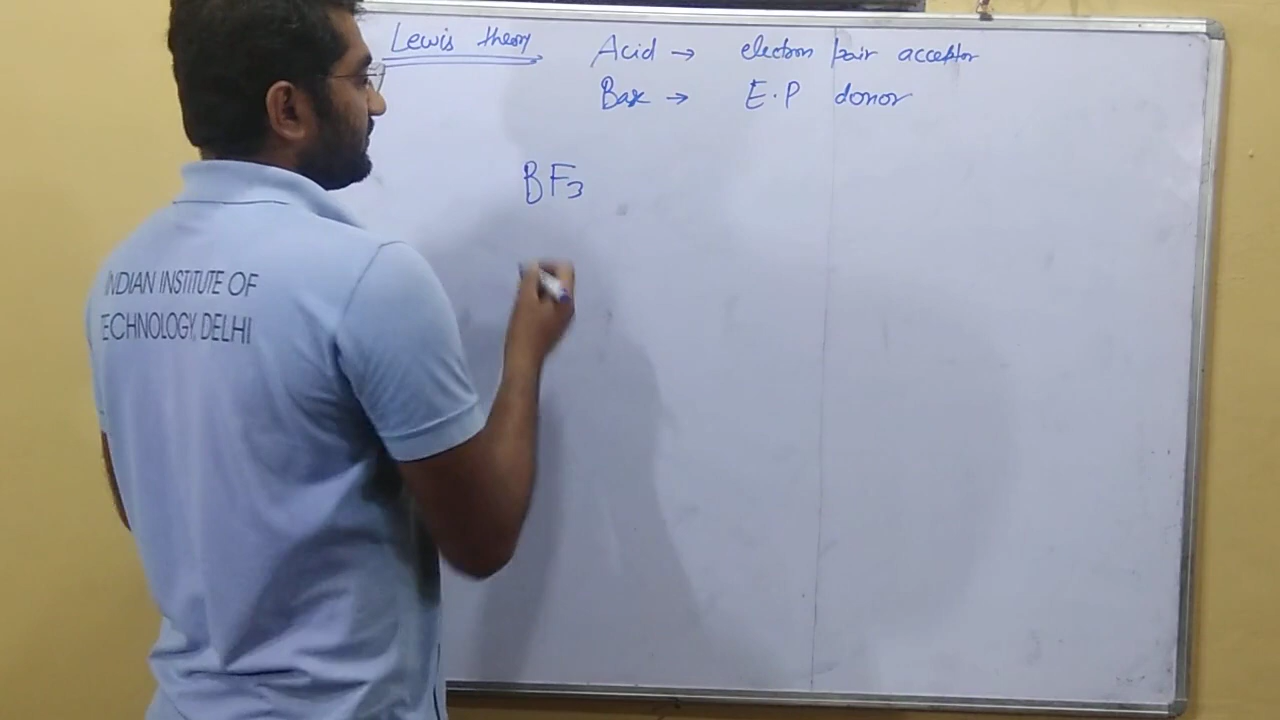 Lewis theory Acid → electron pair acceptor
Base → E.P donor
BF3
INDIAN INSTITUTE OF
TECHNOLOGY, DELHI